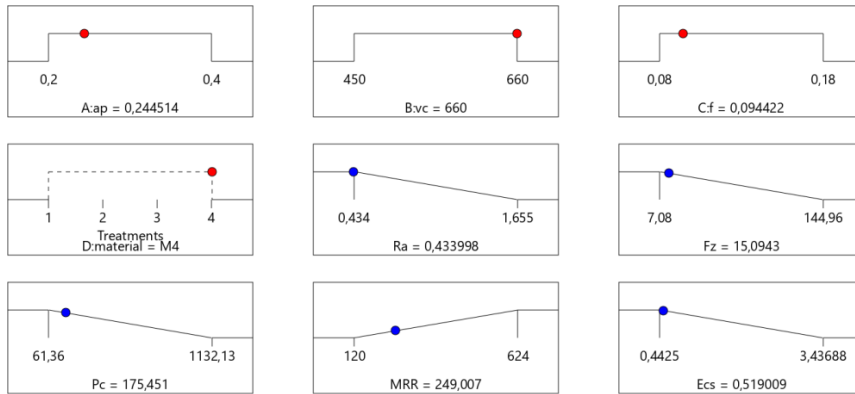 0,2 0,4
A:ap = 0,244514
450 660
B:vc = 660
0,08 0,18
C:f = 0,094422
1 2 3 4
Treatments
D:material = M4
0,434 1,655
Ra = 0,433998
7,08 144,96
Fz = 15,0943
61,36 1132,13
Pc = 175,451
120 624
MRR = 249,007
0,4425 3,43688
Ecs = 0,519009